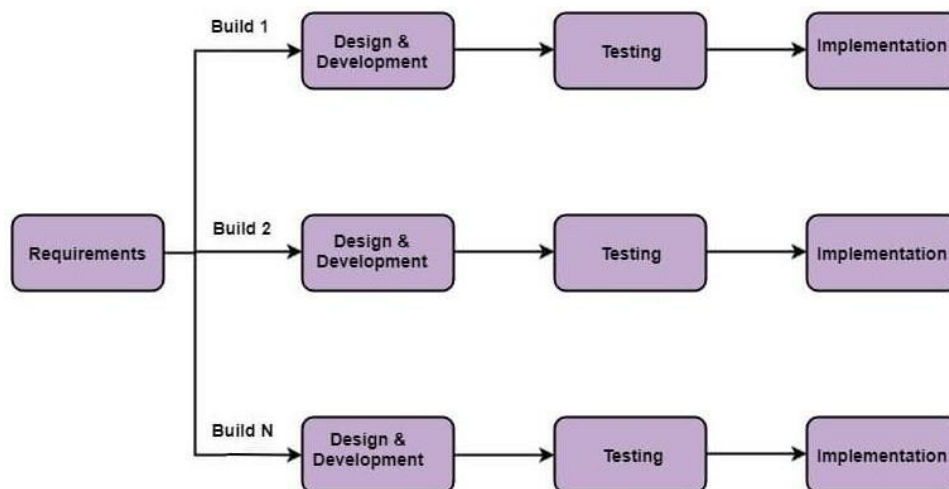 Build 1
Design &
Development
Testing
Implementation
Requirements
Build 2
Design &
Development
Testing
Implementation
Build N
Design &
Development
Testing
Implementation